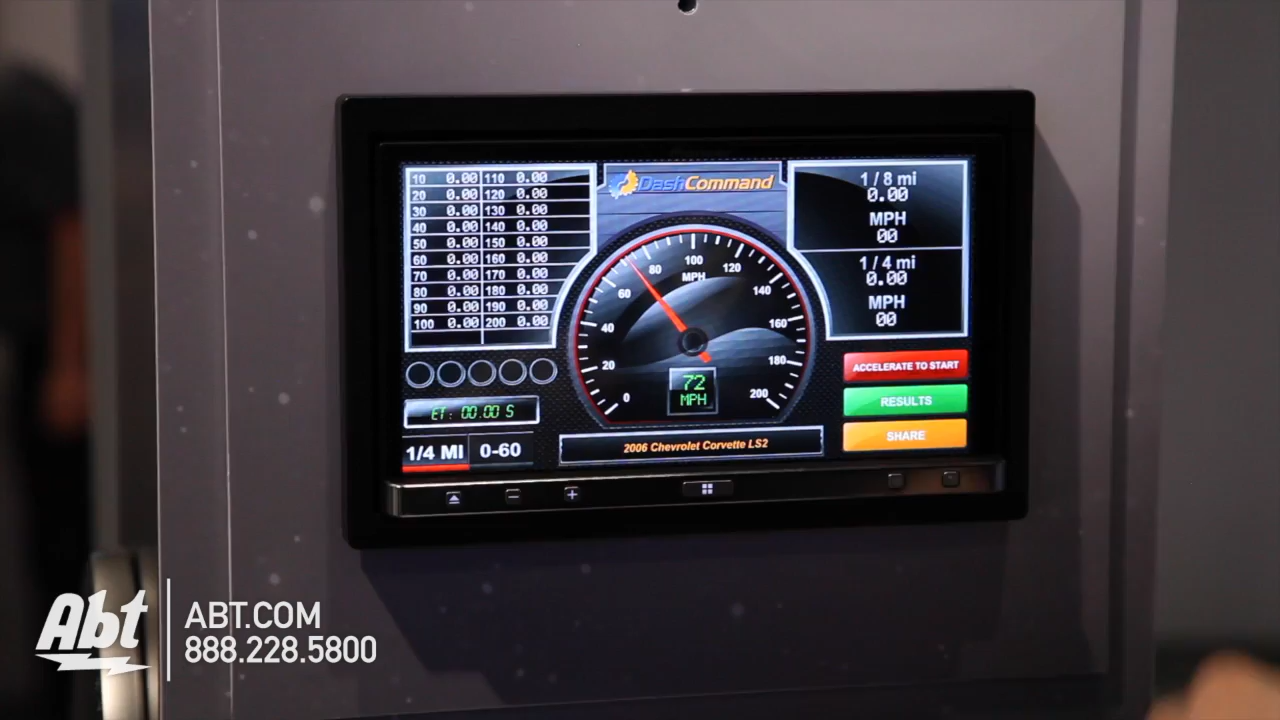 10 0.00 110 0.00
20 0.00 120 0.00
30 0.00 130 0.00
40 0.00 140 0.00
50 0.00 150 0.00
60 0.00 160 0.00
70 0.00 170 0.00
80 0.00 180 0.00
90 0.00 190 0.00
100 0.00 200 0.00
ET: 00.00 S
1/4 MI 0-60
DashCommand
0 20 40 60 80 100 120 140 160 180 200
MPH
72
MPH
2006 Chevrolet Corvette LS2
1 / 8 mi
0.00
MPH
00
1 / 4 mi
0.00
MPH
00
ACCELERATE TO START
RESULTS
SHARE
Abt
ABT.COM
888.228.5800